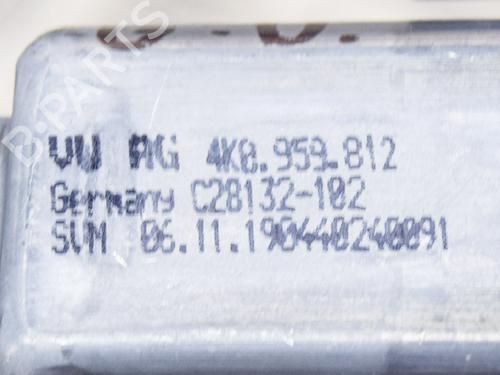 B-PARTS
VW AG 4K8.959.812
Germany C28132-102
SVM 06.11.190440240091